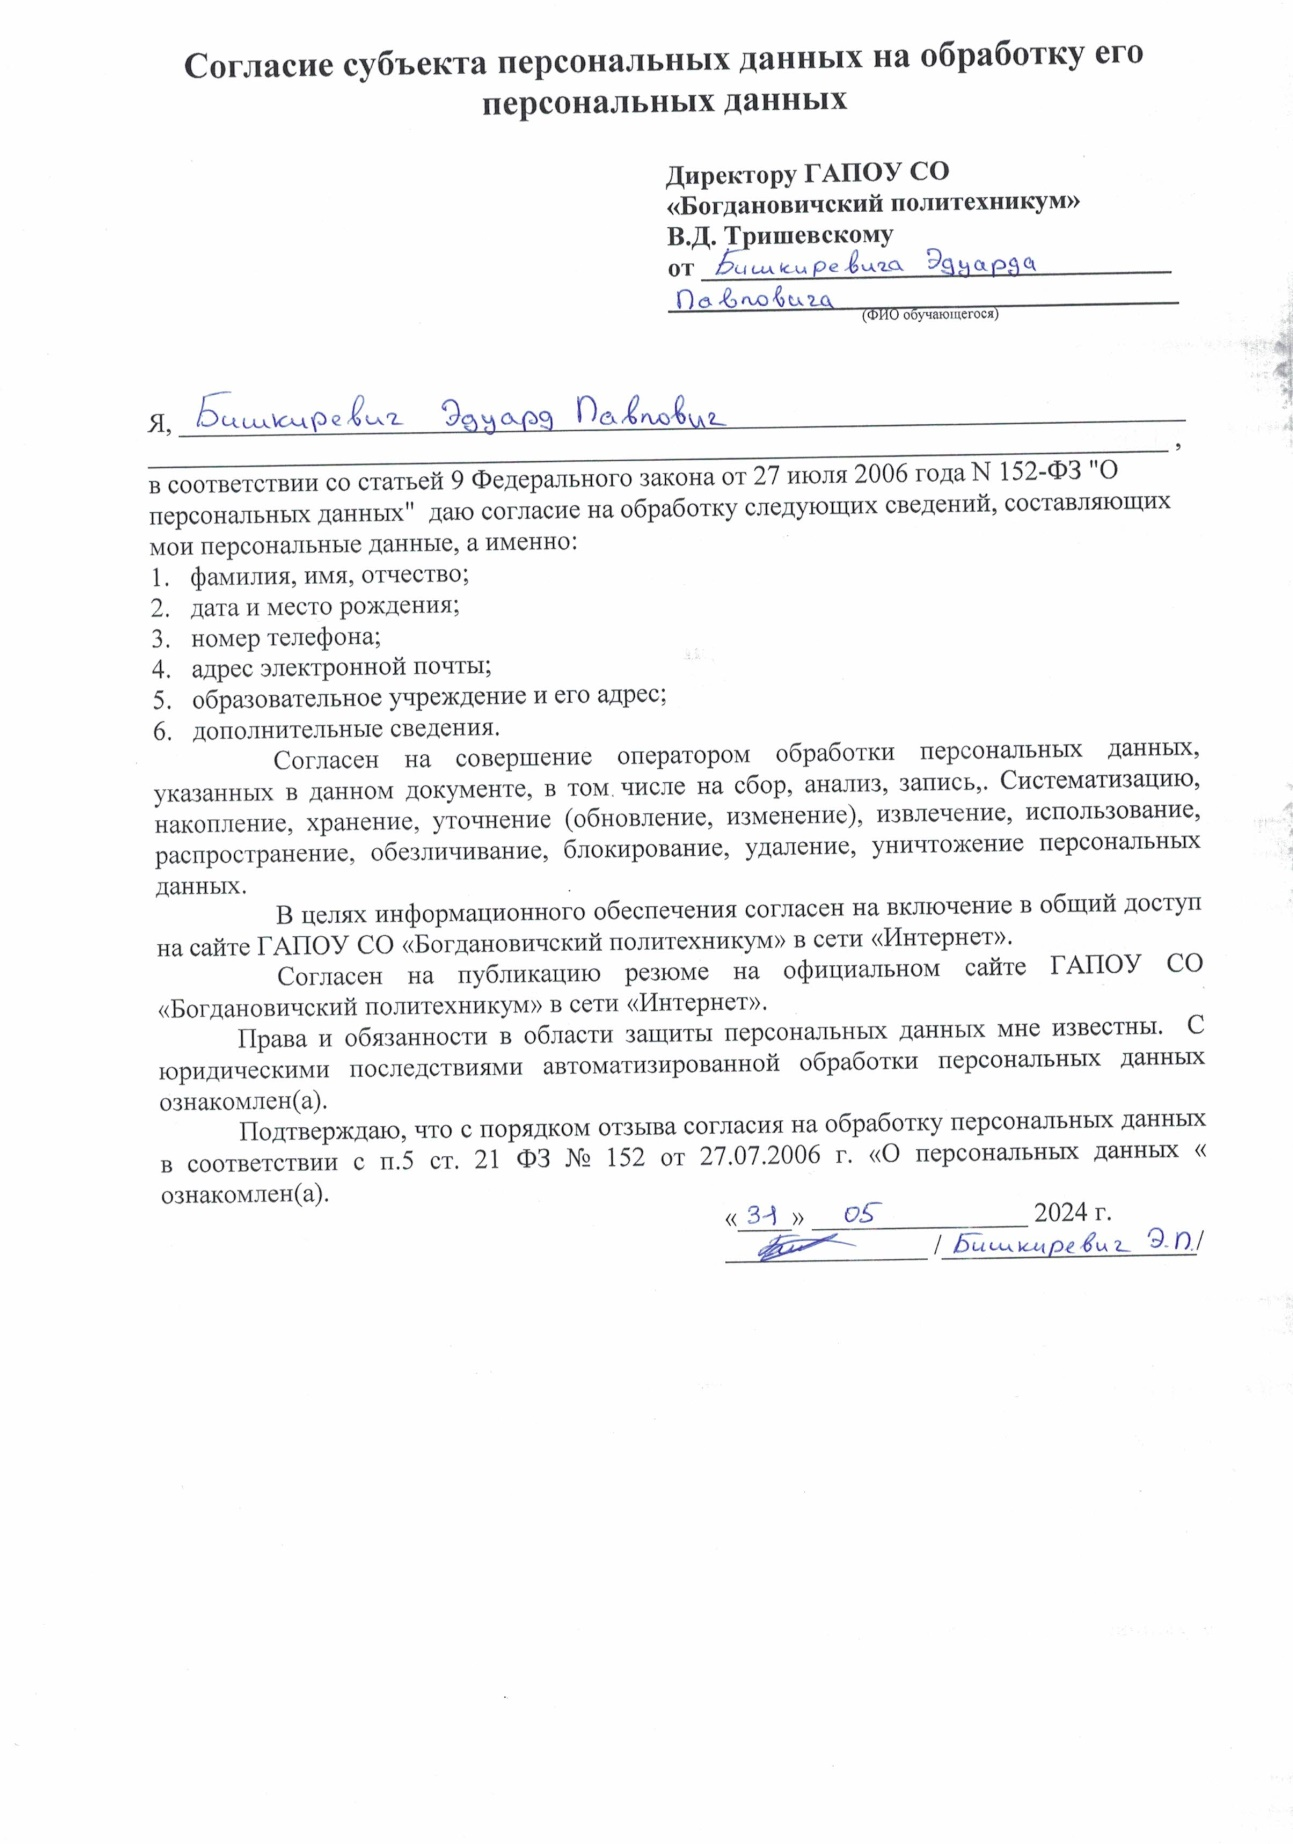 Согласие субъекта персональных данных на обработку его
персональных данных
Директору ГАПОУ СО
«Богдановичский политехникум»
В.Д. Тришевскому
от Бишкиревича Эдуарда
Павловича
(ФИО обучающегося)
Я, Бишкиревич Эдуард Павлович
,
в соответствии со статьей 9 Федерального закона от 27 июля 2006 года N 152-ФЗ "О
персональных данных" даю согласие на обработку следующих сведений, составляющих
мои персональные данные, а именно:
1. фамилия, имя, отчество;
2. дата и место рождения;
3. номер телефона;
4. адрес электронной почты;
5. образовательное учреждение и его адрес;
6. дополнительные сведения.
Согласен на совершение оператором обработки персональных данных,
указанных в данном документе, в том числе на сбор, анализ, запись,. Систематизацию,
накопление, хранение, уточнение (обновление, изменение), извлечение, использование,
распространение, обезличивание, блокирование, удаление, уничтожение персональных
данных.
В целях информационного обеспечения согласен на включение в общий доступ
на сайте ГАПОУ СО «Богдановичский политехникум» в сети «Интернет».
Согласен на публикацию резюме на официальном сайте ГАПОУ СО
«Богдановичский политехникум» в сети «Интернет».
Права и обязанности в области защиты персональных данных мне известны. С
юридическими последствиями автоматизированной обработки персональных данных
ознакомлен(а).
Подтверждаю, что с порядком отзыва согласия на обработку персональных данных
в соответствии с п.5 ст. 21 ФЗ № 152 от 27.07.2006 г. «О персональных данных «
ознакомлен(а).
«31» 05 2024 г.
/ Бишкиревич Э.П./